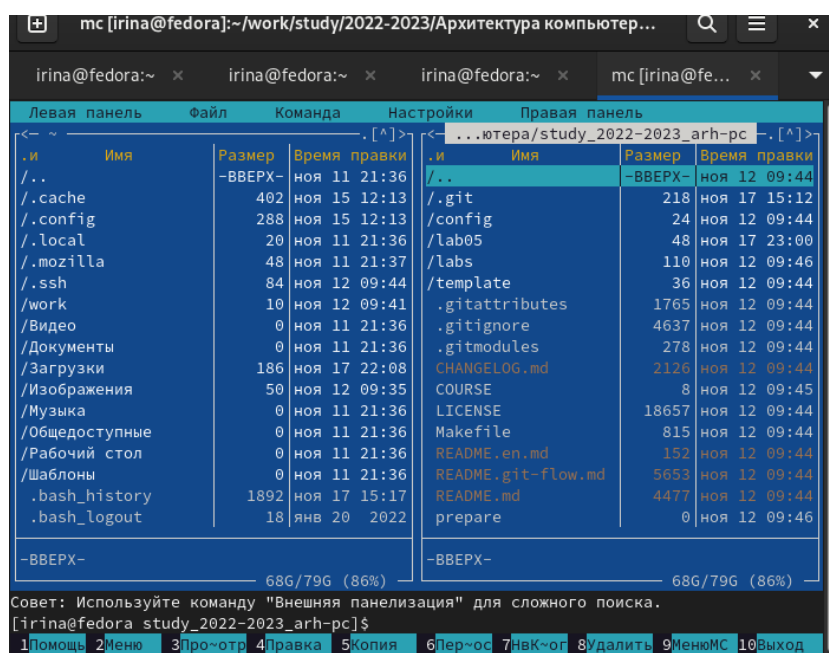 mc [irina@fedora]:~/work/study/2022-2023/Архитектура компьютер...
irina@fedora:~ × irina@fedora:~ × irina@fedora:~ × mc [irina@fe... ×
Левая панель Файл Команда Настройки Правая панель
<— ~ .[^]> <— ...ютера/study_2022-2023_arh-pc .[^]>
.и Имя Размер Время правки .и Имя Размер Время правки
/.. -ВВЕРХ- ноя 11 21:36 /.. -ВВЕРХ- ноя 12 09:44
/.cache 402 ноя 15 12:13 /.git 218 ноя 17 15:12
/.config 288 ноя 15 12:13 /config 24 ноя 12 09:44
/.local 20 ноя 11 21:36 /lab05 48 ноя 17 23:00
/.mozilla 48 ноя 11 21:37 /labs 110 ноя 12 09:46
/.ssh 84 ноя 12 09:44 /template 36 ноя 12 09:44
/work 10 ноя 12 09:41 .gitattributes 1765 ноя 12 09:44
/Видео 0 ноя 11 21:36 .gitignore 4637 ноя 12 09:44
/Документы 0 ноя 11 21:36 .gitmodules 278 ноя 12 09:44
/Загрузки 186 ноя 17 22:08 CHANGELOG.md 2126 ноя 12 09:44
/Изображения 50 ноя 12 09:35 COURSE 8 ноя 12 09:45
/Музыка 0 ноя 11 21:36 LICENSE 18657 ноя 12 09:44
/Общедоступные 0 ноя 11 21:36 Makefile 815 ноя 12 09:44
/Рабочий стол 0 ноя 11 21:36 README.en.md 152 ноя 12 09:44
/Шаблоны 0 ноя 11 21:36 README.git-flow.md 5653 ноя 12 09:44
.bash_history 1892 ноя 17 15:17 README.md 4477 ноя 12 09:44
.bash_logout 18 янв 20 2022 prepare 0 ноя 12 09:46
-ВВЕРХ- -ВВЕРХ-
68G/79G (86%) 68G/79G (86%)
Совет: Используйте команду "Внешняя панелизация" для сложного поиска.
[irina@fedora study_2022-2023_arh-pc]$
1Помощь 2Меню 3Про~отр 4Правка 5Копия 6Пер~ос 7НвК~ог 8Удалить 9МенюМС 10Выход